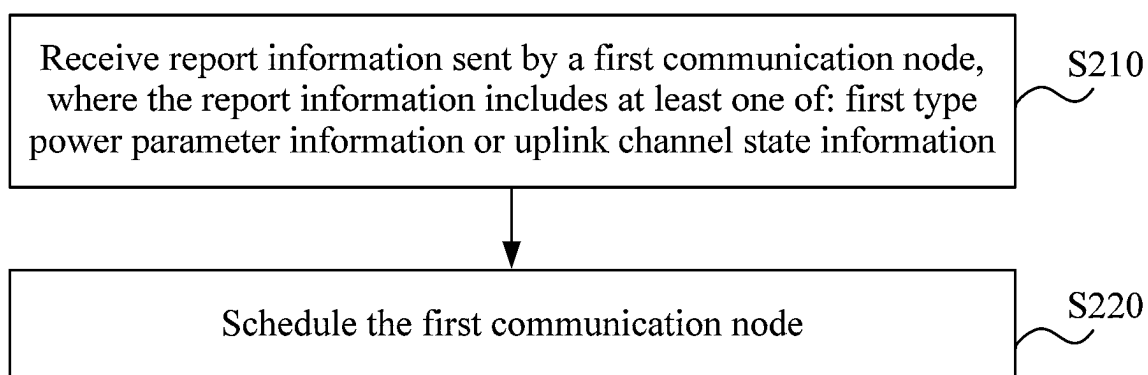 Receive report information sent by a first communication node,
where the report information includes at least one of: first type
power parameter information or uplink channel state information
S210
Schedule the first communication node
S220